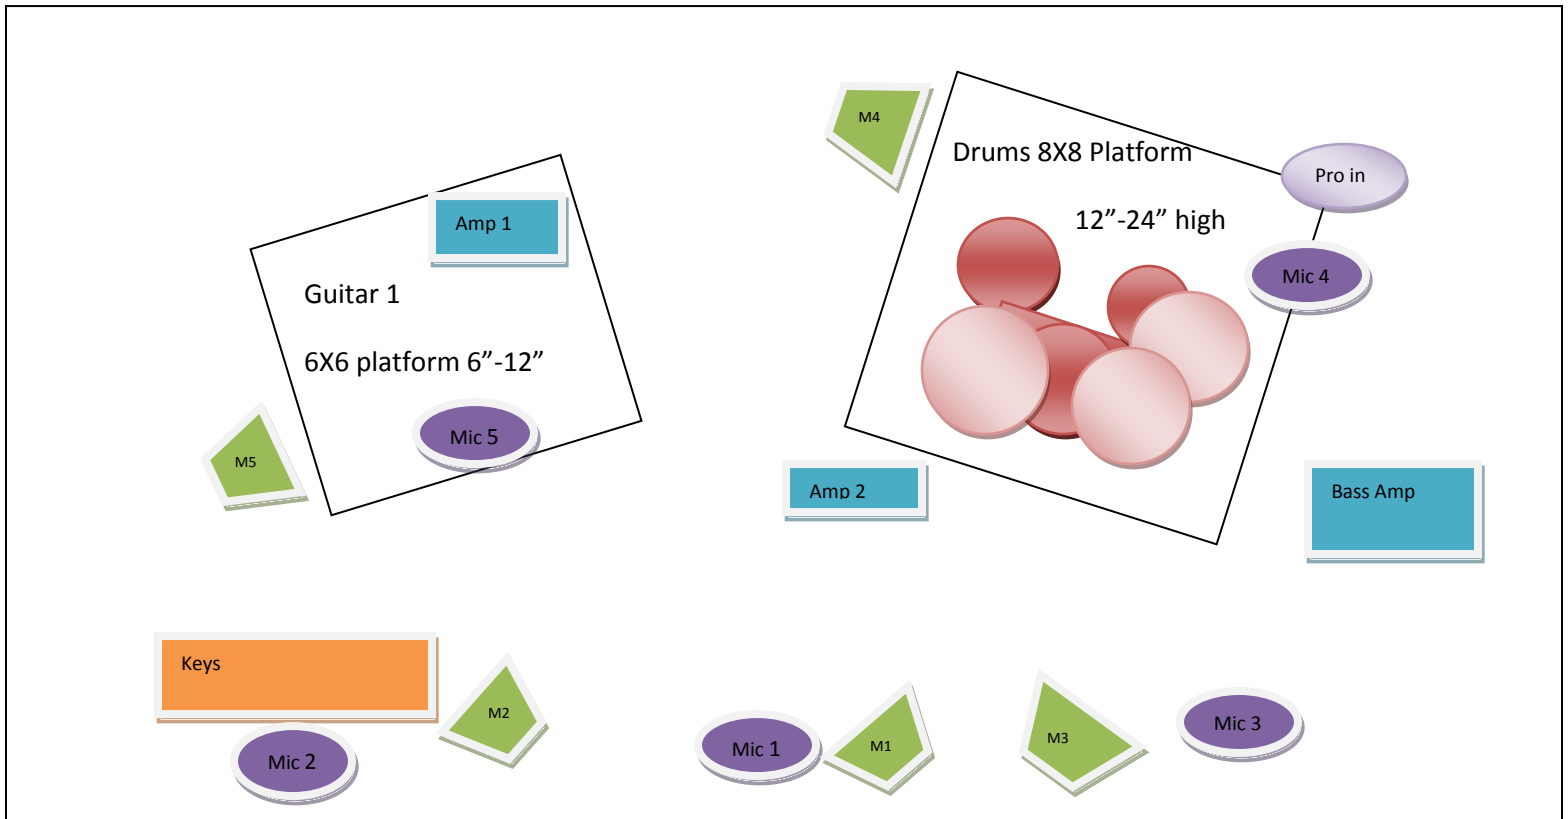 M4
Drums 8X8 Platform
Pro in
12”-24” high
Mic 4
Amp 1
Guitar 1
6X6 platform 6”-12”
Mic 5
M5
Amp 2
Bass Amp
Keys
M2
Mic 2
Mic 1
M1
M3
Mic 3